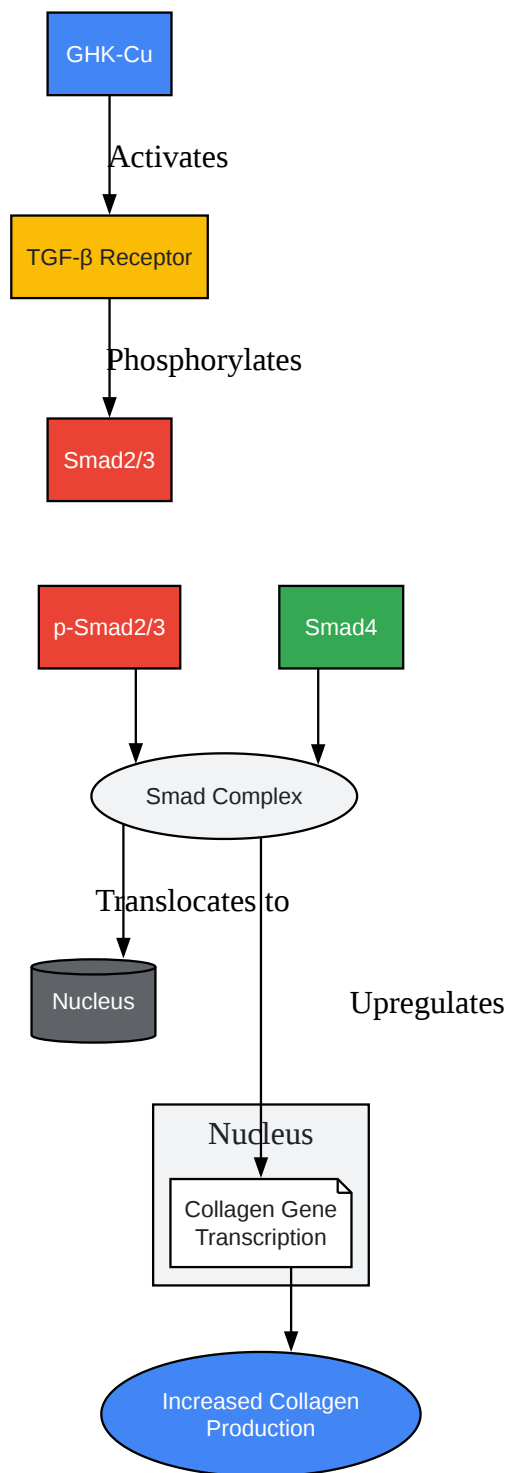 GHK-Cu
Activates
TGF-β Receptor
Phosphorylates
Smad2/3
p-Smad2/3
Smad4
Smad Complex
Translocates to
Nucleus
Upregulates
Nucleus
Collagen Gene
Transcription
Increased Collagen
Production